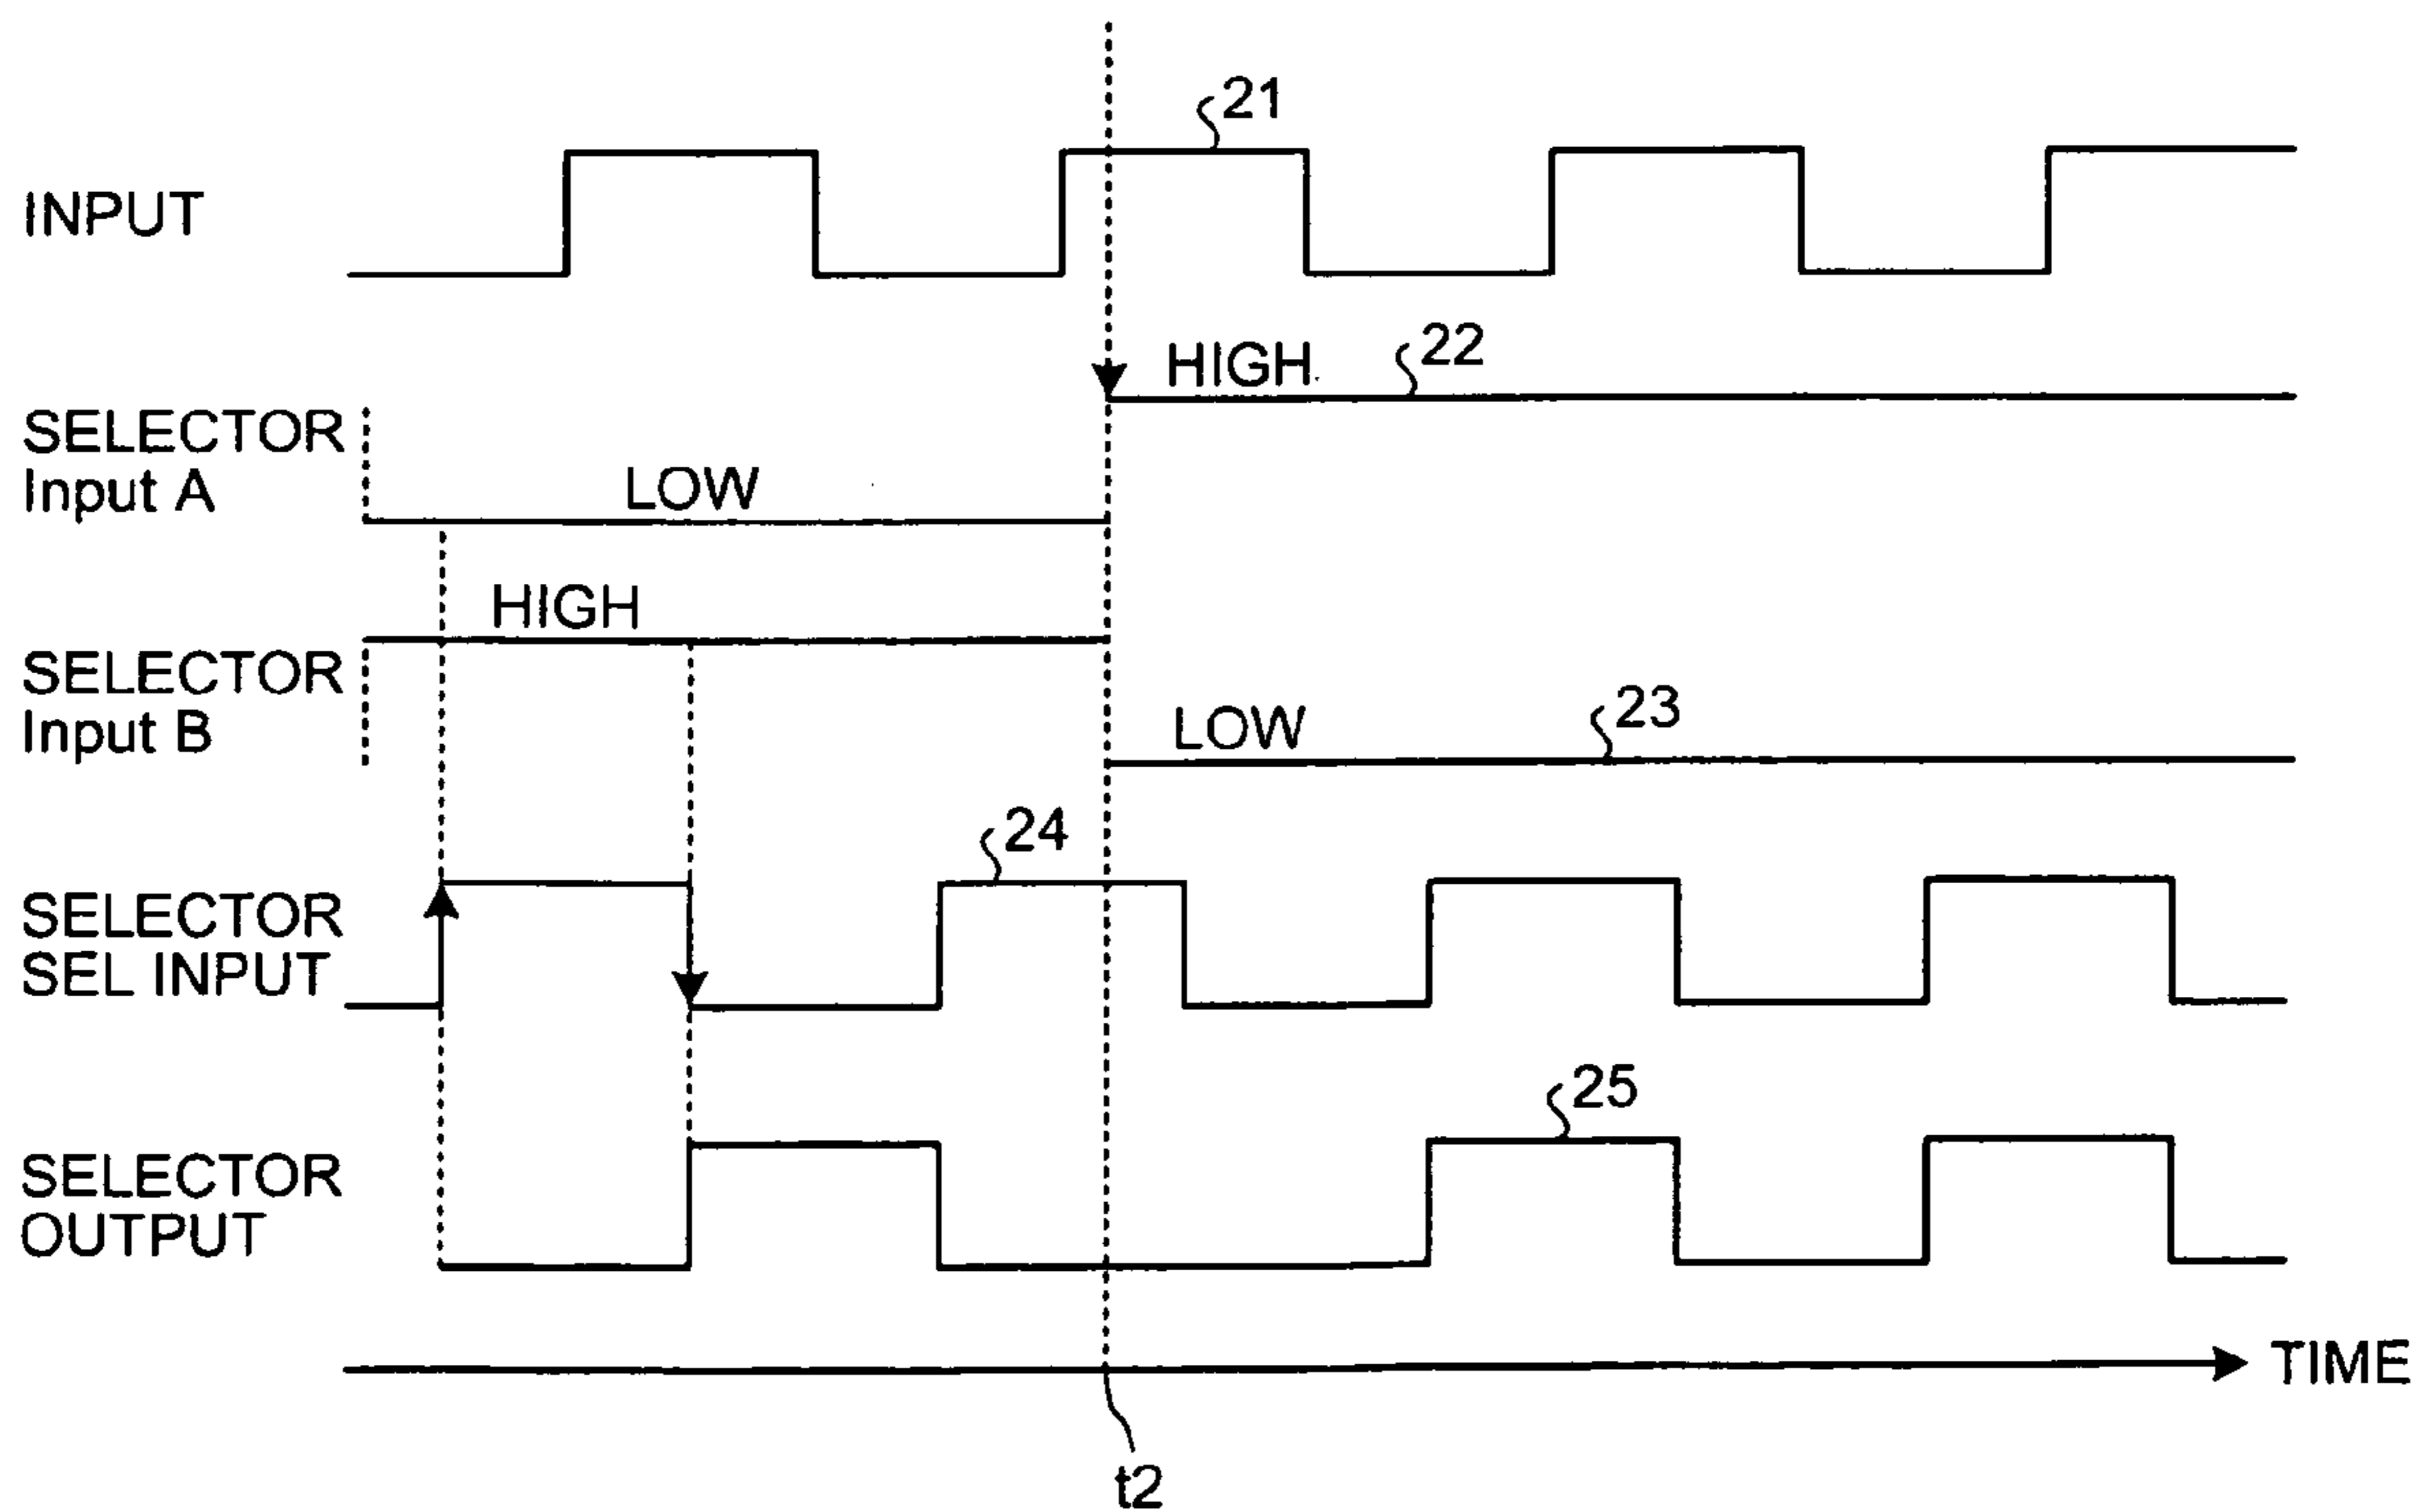 21
INPUT
HIGH
22
SELECTOR
Input A
LOW
HIGH
SELECTOR
Input B
LOW
23
24
SELECTOR
SEL INPUT
25
SELECTOR
OUTPUT
TIME
t2